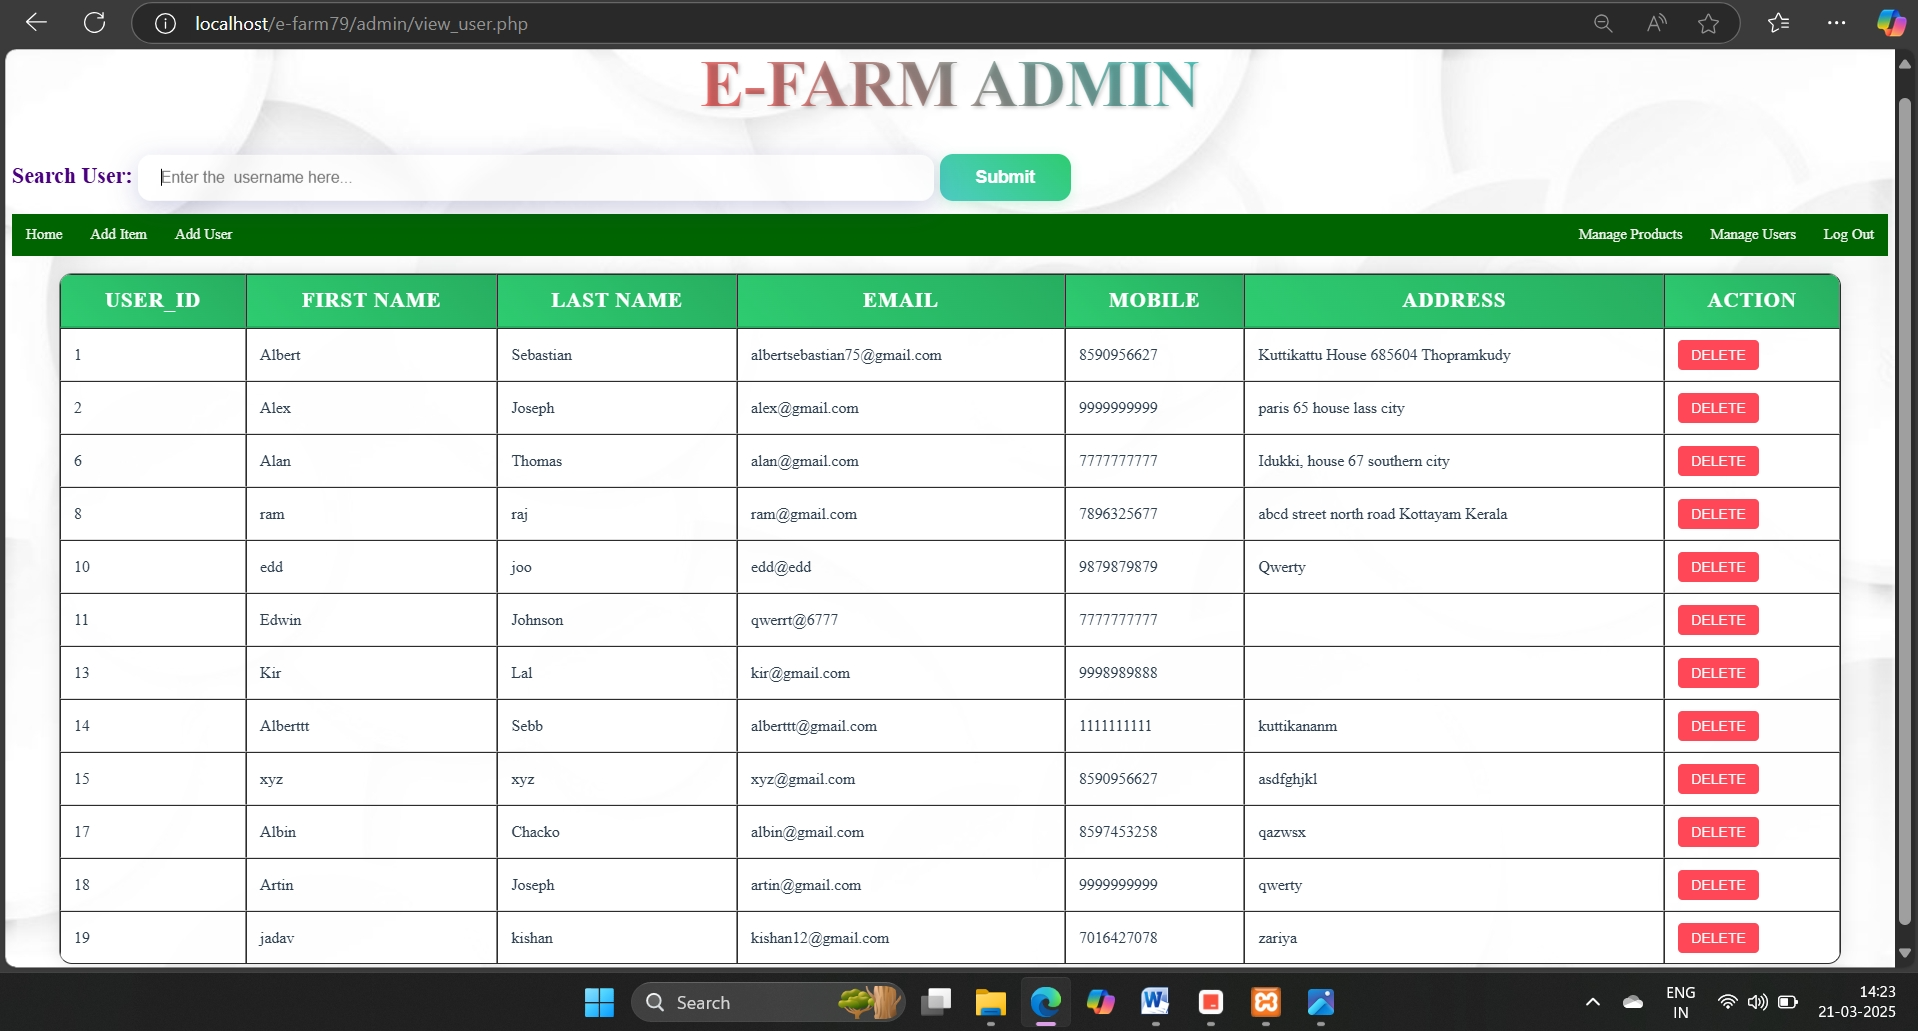 localhost/e-farm79/admin/view_user.php
E-FARM ADMIN
Search User: Enter the  username here... Submit
Home Add Item Add User Manage Products Manage Users Log Out
USER_ID FIRST NAME LAST NAME EMAIL MOBILE ADDRESS ACTION
1 Albert Sebastian albertsebastian75@gmail.com 8590956627 Kuttikattu House 685604 Thopramkudy DELETE
2 Alex Joseph alex@gmail.com 9999999999 paris 65 house lass city DELETE
6 Alan Thomas alan@gmail.com 7777777777 Idukki, house 67 southern city DELETE
8 ram raj ram@gmail.com 7896325677 abcd street north road Kottayam Kerala DELETE
10 edd joo edd@edd 9879879879 Qwerty DELETE
11 Edwin Johnson qwerrt@6777 7777777777 DELETE
13 Kir Lal kir@gmail.com 9998989888 DELETE
14 Alberttt Sebb alberttt@gmail.com 1111111111 kuttikananm DELETE
15 xyz xyz xyz@gmail.com 8590956627 asdfghjkl DELETE
17 Albin Chacko albin@gmail.com 8597453258 qazwsx DELETE
18 Artin Joseph artin@gmail.com 9999999999 qwerty DELETE
19 jadav kishan kishan12@gmail.com 7016427078 zariya DELETE
Search
ENG
IN
14:23
21-03-2025